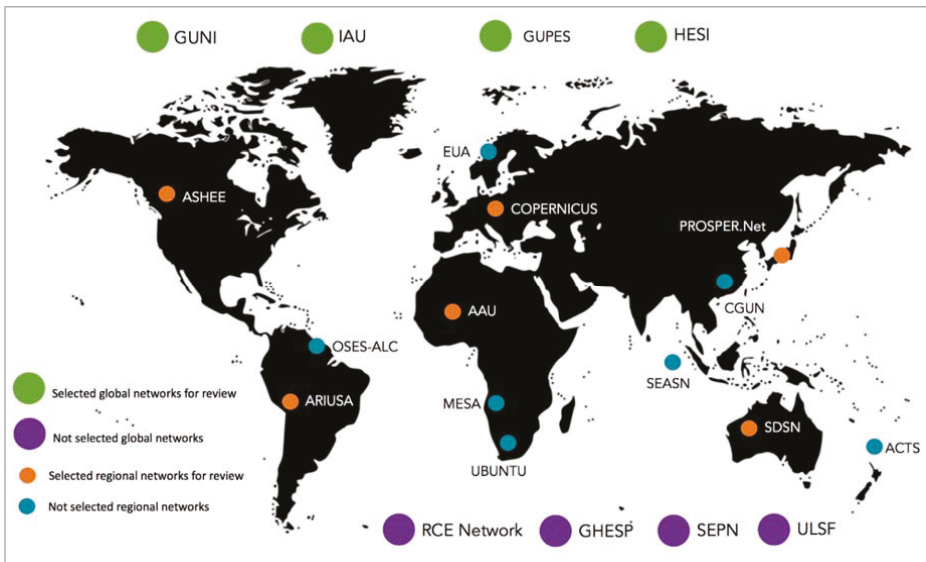 GUNI
IAU
GUPES
HESI
EUA
ASHEE
COPERNICUS
PROSPER.Net
CGUN
AAU
OSES-ALC
SEASN
ARIUSA
MESA
SDSN
ACTS
UBUNTU
Selected global networks for review
Not selected global networks
Selected regional networks for review
Not selected regional networks
RCE Network
GHESP
SEPN
ULSF